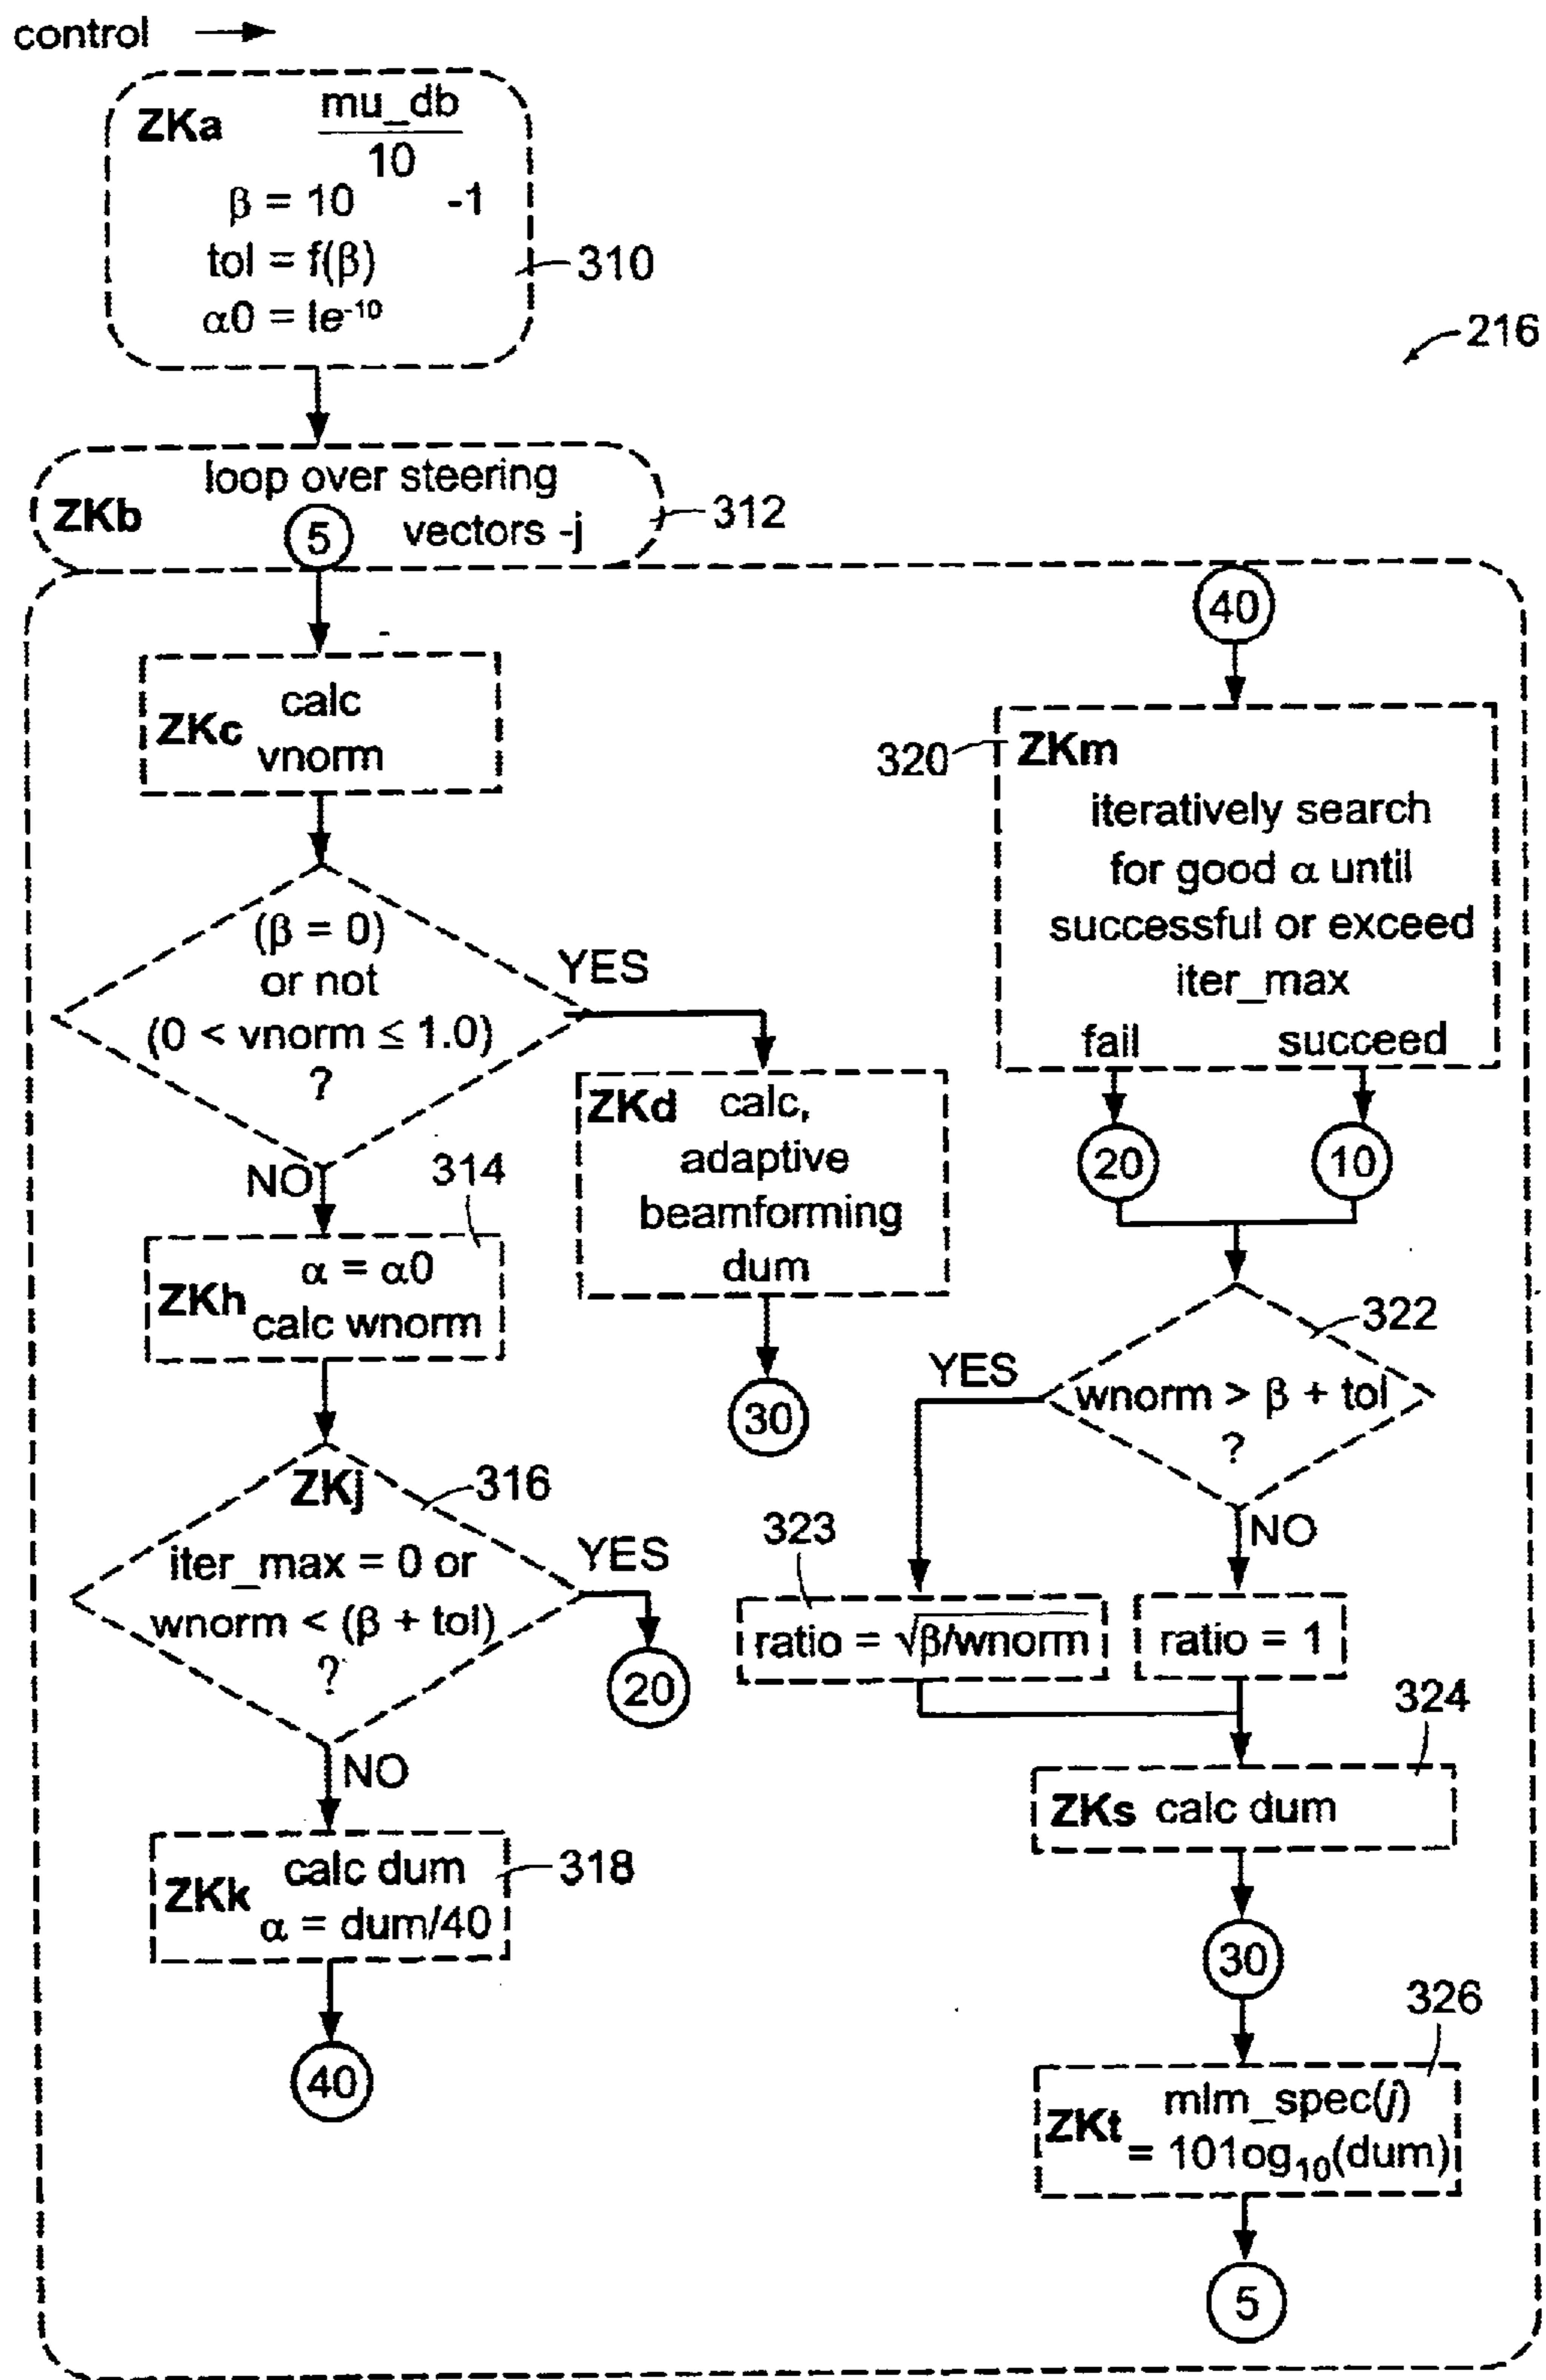 control
ZKa
mu_db
10
β = 10 -1
tol = f(β)
α0 = Ie-10
310
216
loop over steering
ZKb
5
vectors -j
312
40
ZKc
calc
vnorm
320
ZKm
iteratively search
for good α until
successful or exceed
iter_max
fail
succeed
(β = 0)
or not
(0 < vnorm ≤ 1.0)
?
YES
NO
ZKd
calc,
adaptive
beamforming
dum
30
20
10
314
ZKh
α = α0
calc wnorm
322
wnorm > β + tol
?
YES
NO
ZKj
316
iter_max = 0 or
wnorm < (β + tol)
?
YES
20
NO
323
ratio = √β/wnorm
ratio = 1
324
ZKs calc dum
ZKk
calc dum
α = dum/40
318
40
30
326
ZKt
mlm_spec(j)
= 101og10(dum)
5